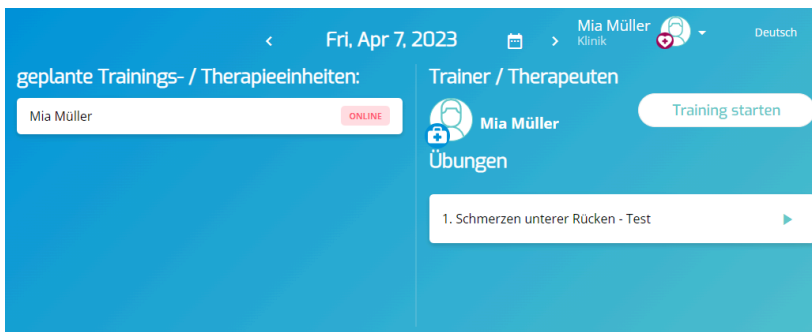 Fri, Apr 7, 2023
Mia Müller
Klinik
Deutsch
geplante Trainings- / Therapieeinheiten:
Mia Müller
ONLINE
Trainer / Therapeuten
Mia Müller
Training starten
Übungen
1. Schmerzen unterer Rücken - Test